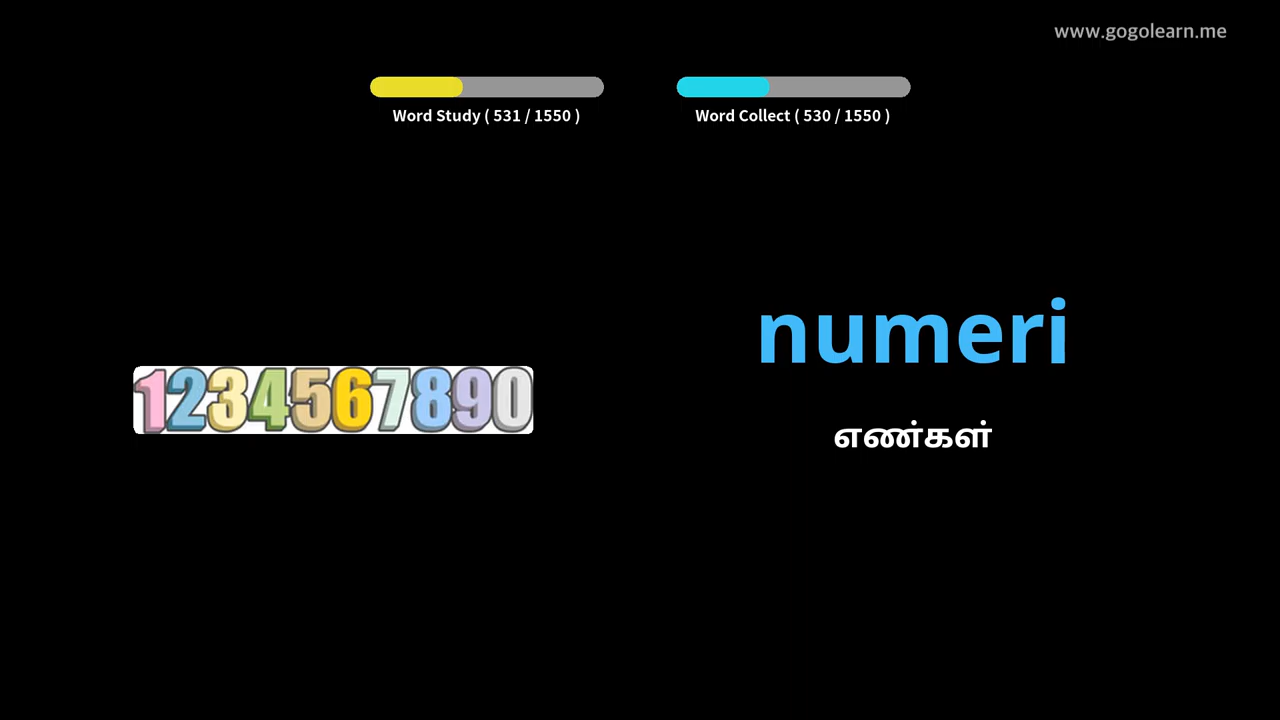 www.gogolearn.me
Word Study ( 531 / 1550 )
Word Collect ( 530 / 1550 )
numeri
1234567890
எண்கள்